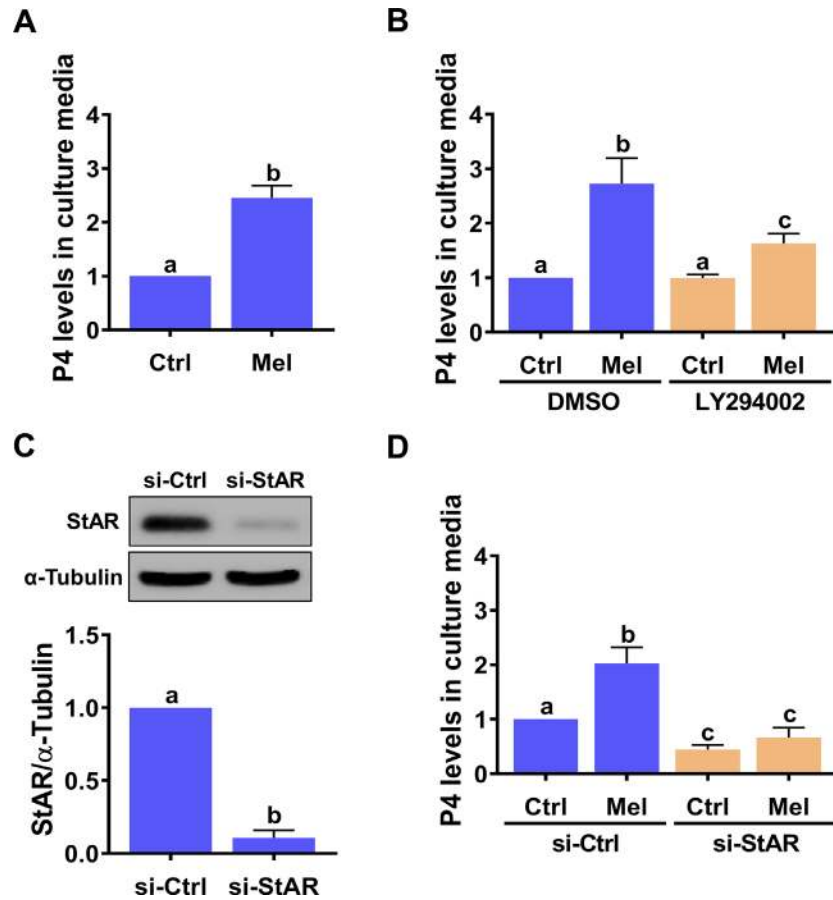 A
P4 levels in culture media
4
3
2
1
0
a
b
Ctrl Mel
B
P4 levels in culture media
4
3
2
1
0
a
b
a
c
Ctrl Mel Ctrl Mel
DMSO LY294002
C
si-Ctrl si-StAR
StAR
α-Tubulin
StAR/α-Tubulin
1.5
1.0
0.5
0.0
a
b
si-Ctrl si-StAR
D
P4 levels in culture media
4
3
2
1
0
a
b
c
c
Ctrl Mel Ctrl Mel
si-Ctrl si-StAR